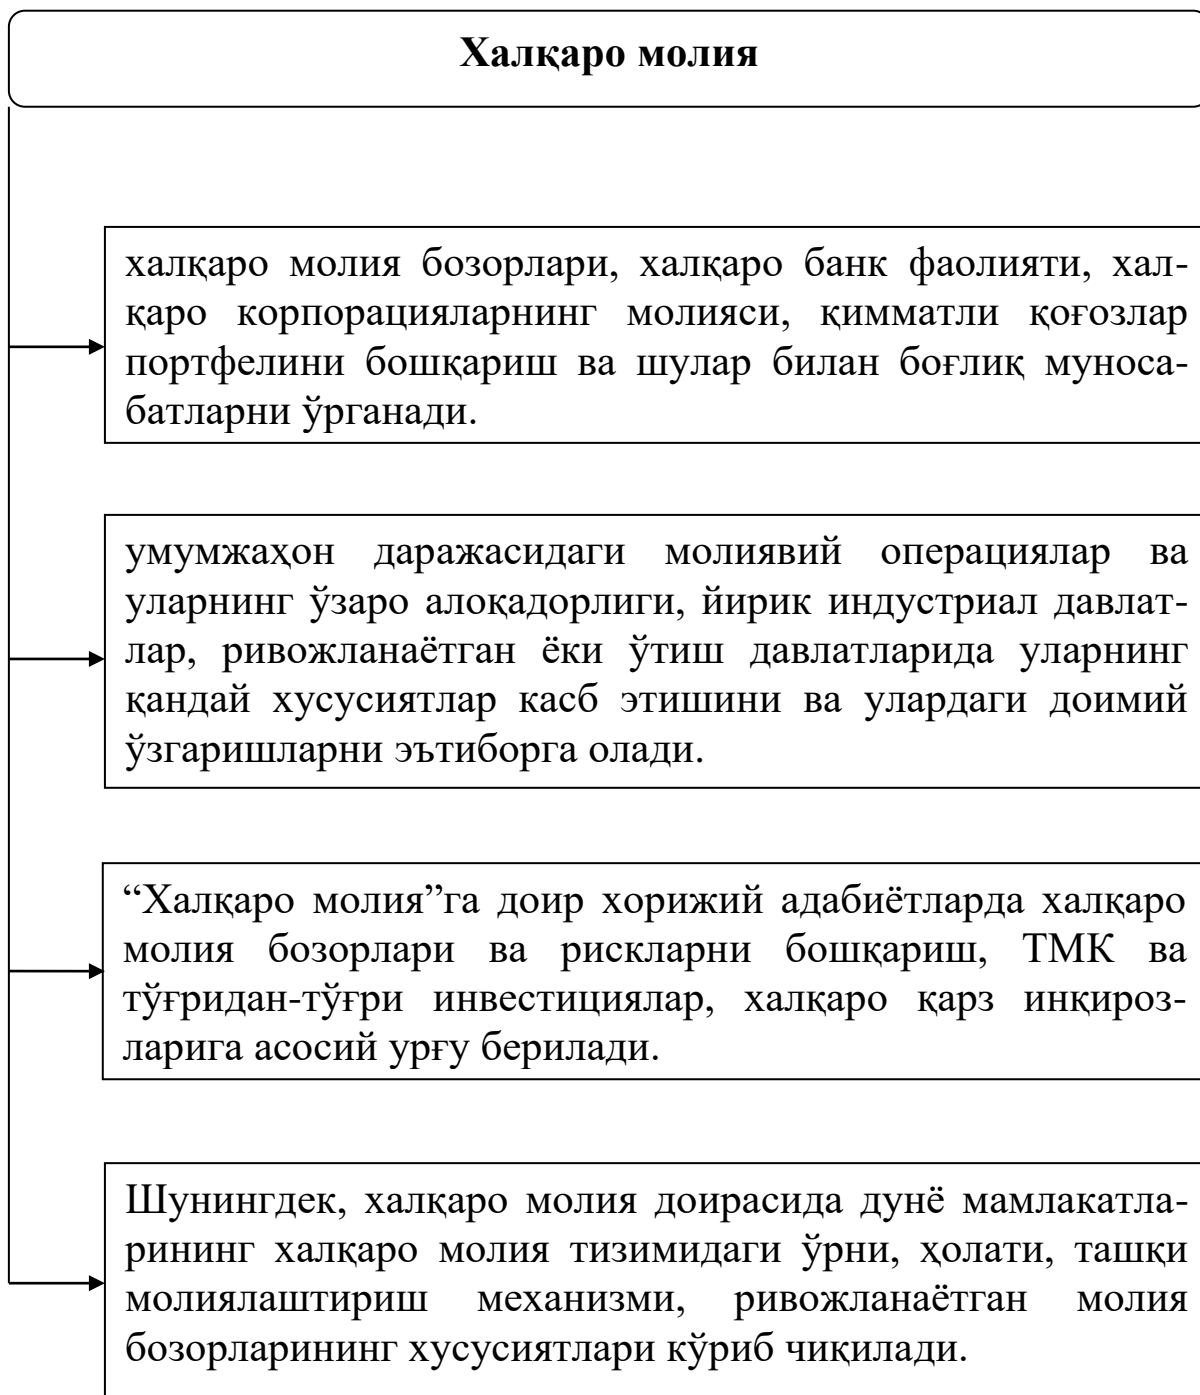 Халқаро молия
халқаро молия бозорлари, халқаро банк фаолияти, хал-
қаро корпорацияларнинг молияси, қимматли қоғозлар
портфелини бошқариш ва шулар билан боғлиқ муноса-
батларни ўрганади.
умумжаҳон даражасидаги молиявий операциялар ва
уларнинг ўзаро алоқадорлиги, йирик индустриал давлат-
лар, ривожланаётган ёки ўтиш давлатларида уларнинг
қандай хусусиятлар касб этишини ва улардаги доимий
ўзгаришларни эътиборга олади.
“Халқаро молия”га доир хорижий адабиётларда халқаро
молия бозорлари ва рискларни бошқариш, ТМК ва
тўғридан-тўғри инвестициялар, халқаро қарз инқироз-
ларига асосий урғу берилади.
Шунингдек, халқаро молия доирасида дунё мамлакатла-
рининг халқаро молия тизимидаги ўрни, ҳолати, ташқи
молиялаштириш механизми, ривожланаётган молия
бозорларининг хусусиятлари кўриб чиқилади.